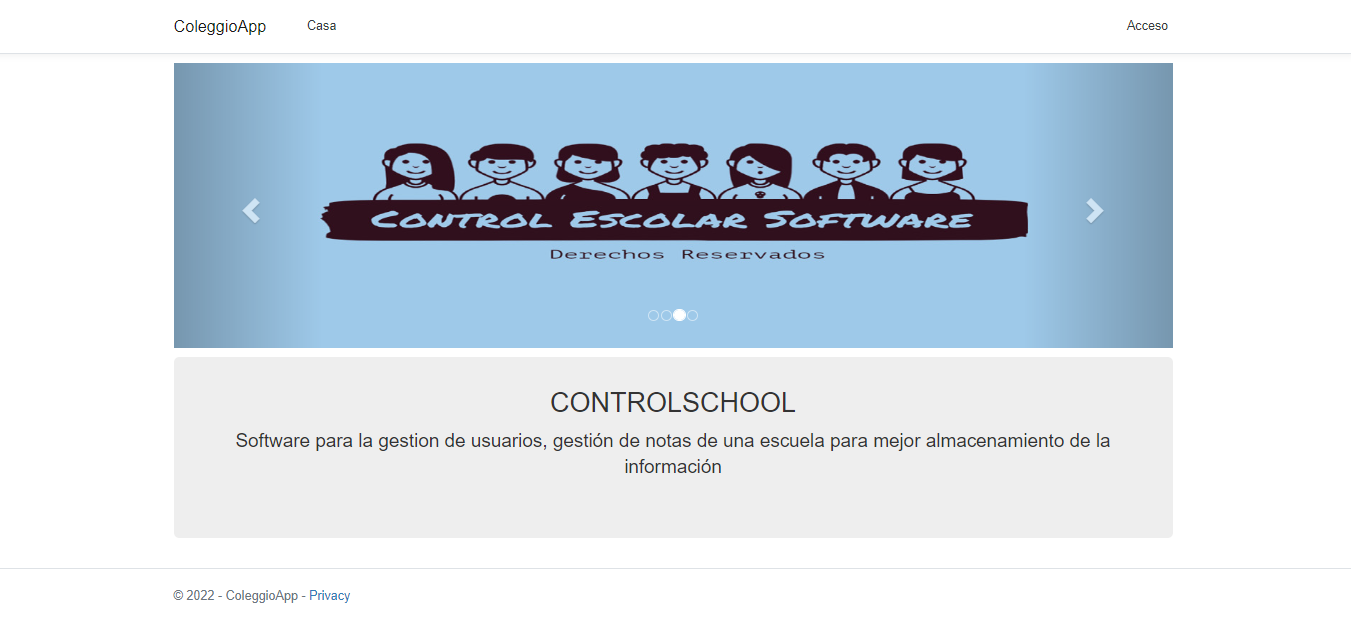 ColeggioApp Casa Acceso
CONTROL ESCOLAR SOFTWARE
Derechos Reservados
CONTROLSCHOOL
Software para la gestion de usuarios, gestión de notas de una escuela para mejor almacenamiento de la
información
© 2022 - ColeggioApp - Privacy